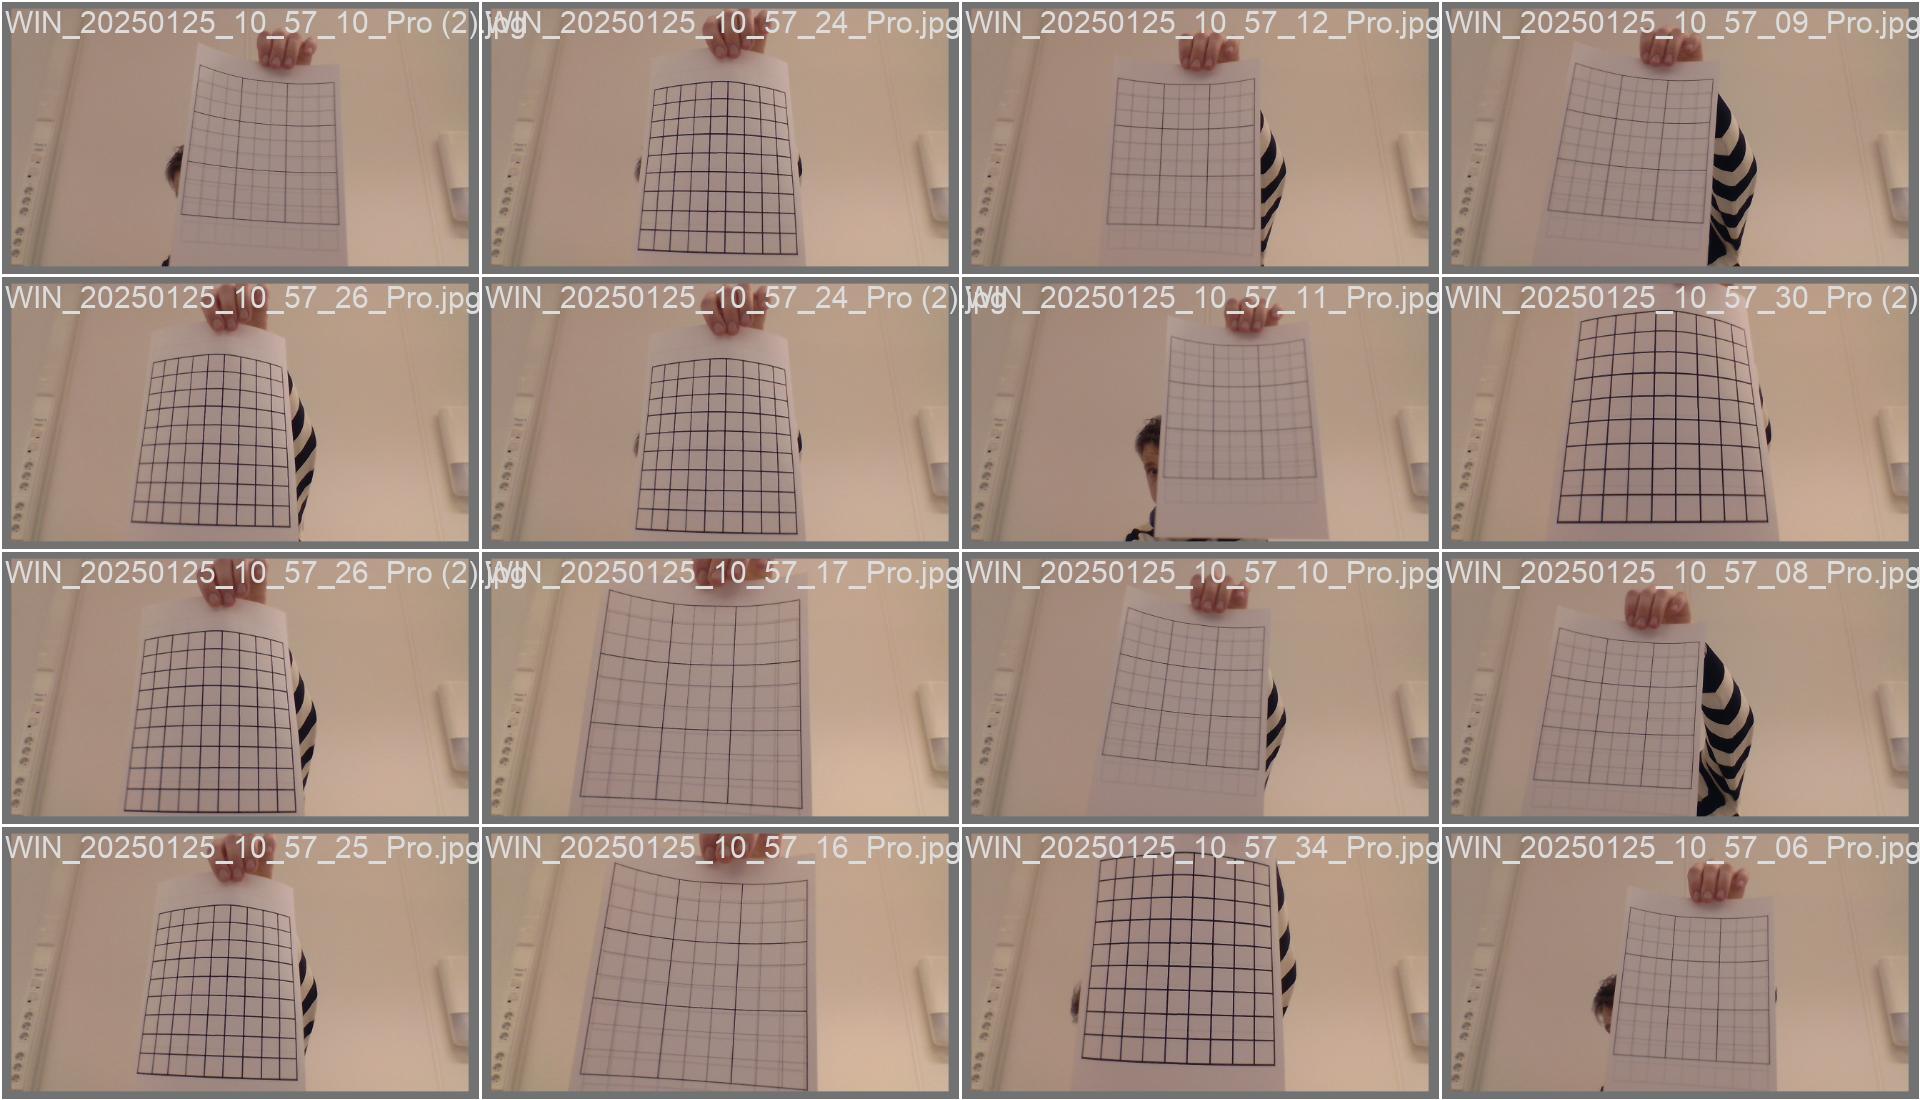 WIN_20250125_10_57_10_Pro (2).jpg
WIN_20250125_10_57_24_Pro.jpg
WIN_20250125_10_57_12_Pro.jpg
WIN_20250125_10_57_09_Pro.jpg
WIN_20250125_10_57_26_Pro.jpg
WIN_20250125_10_57_24_Pro (2).jpg
WIN_20250125_10_57_11_Pro.jpg
WIN_20250125_10_57_30_Pro (2)
WIN_20250125_10_57_26_Pro (2).jpg
WIN_20250125_10_57_17_Pro.jpg
WIN_20250125_10_57_10_Pro.jpg
WIN_20250125_10_57_08_Pro.jpg
WIN_20250125_10_57_25_Pro.jpg
WIN_20250125_10_57_16_Pro.jpg
WIN_20250125_10_57_34_Pro.jpg
WIN_20250125_10_57_06_Pro.jpg